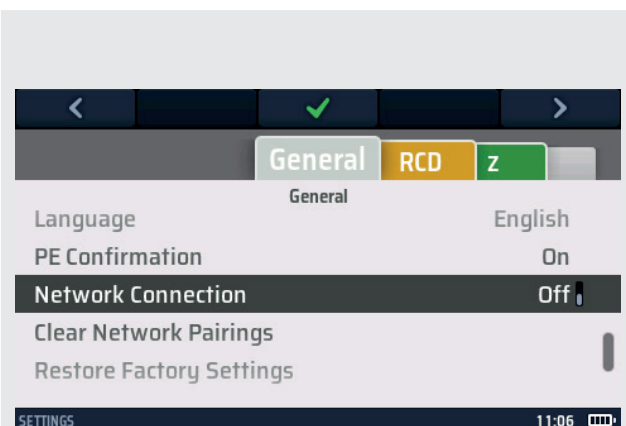 General RCD Z
General
Language English
PE Confirmation On
Network Connection Off
Clear Network Pairings
Restore Factory Settings
SETTINGS 11:06